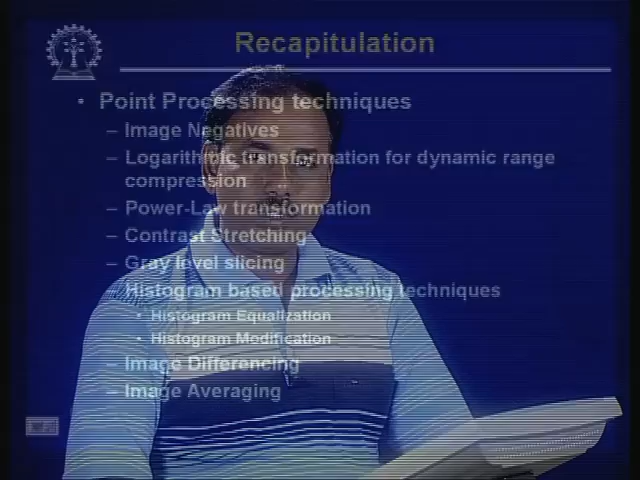 Recapitulation
• Point Processing techniques
– Image Negatives
– Logarithmic transformation for dynamic range
compression
– Power-Law transformation
– Contrast Stretching
– Gray level slicing
Histogram based processing techniques
• Histogram Equalization
• Histogram Modification
– Image Differencing
– Image Averaging